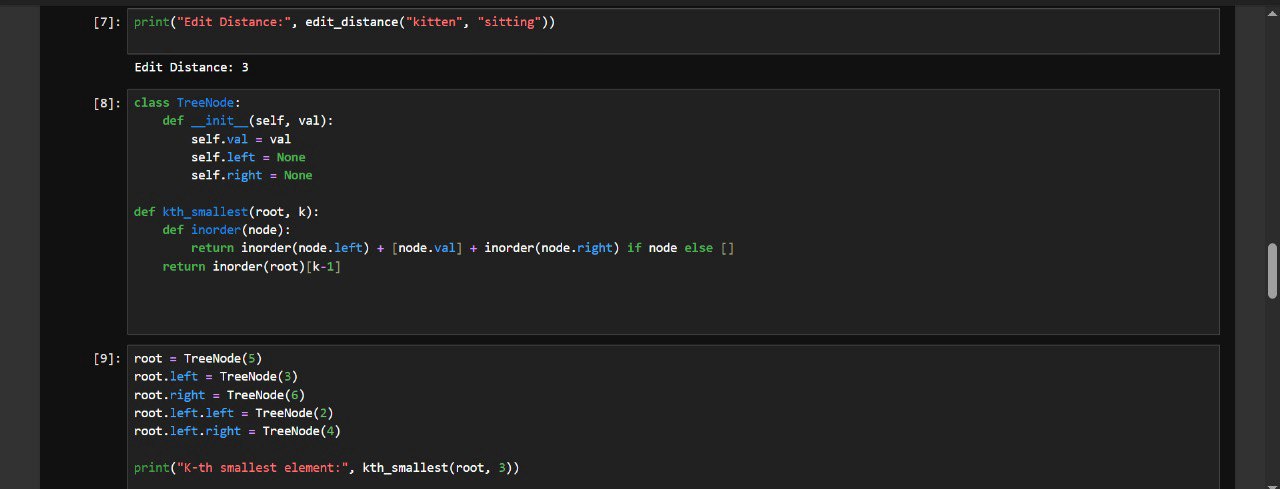 [7]: print("Edit Distance:", edit_distance("kitten", "sitting"))
Edit Distance: 3
[8]: class TreeNode:
    def __init__(self, val):
        self.val = val
        self.left = None
        self.right = None

def kth_smallest(root, k):
    def inorder(node):
        return inorder(node.left) + [node.val] + inorder(node.right) if node else []
    return inorder(root)[k-1]
[9]: root = TreeNode(5)
root.left = TreeNode(3)
root.right = TreeNode(6)
root.left.left = TreeNode(2)
root.left.right = TreeNode(4)

print("K-th smallest element:", kth_smallest(root, 3))